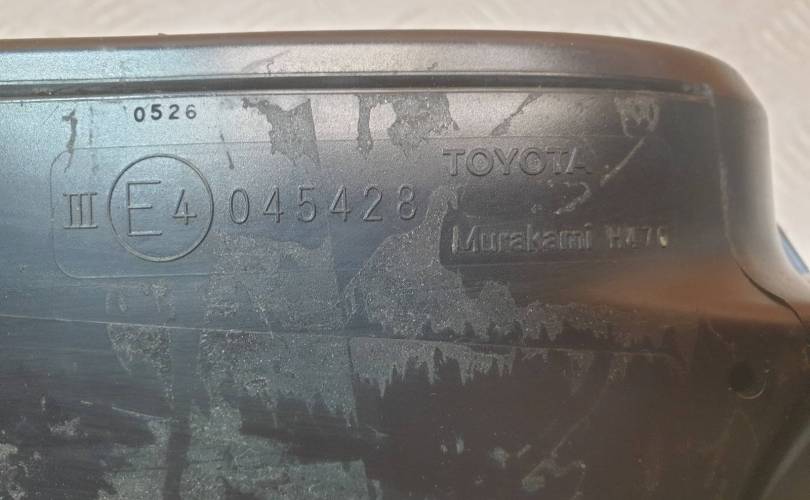 0526
TOYOTA
III E4 045428
Murakami